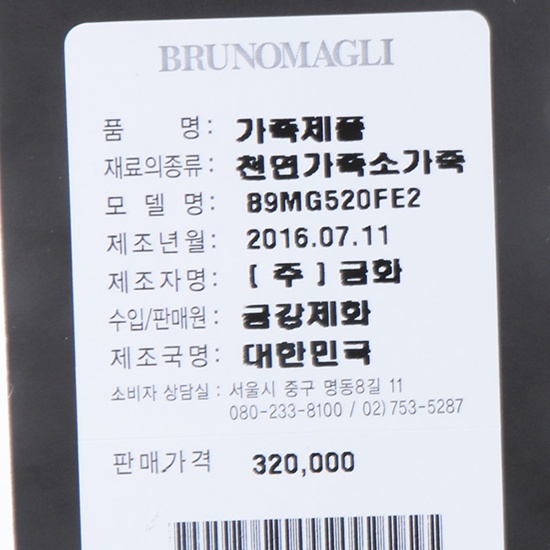 BRUNOMAGLI
품 명 : 가죽제품
재료의종류 : 천연가죽소가죽
모 델 명 : B9MG520FE2
제조년월 : 2016.07.11
제조자명 : [ 주 ] 금화
수입/판매원 : 금강제화
제조국명 : 대한민국
소비자 상담실 : 서울시 중구 명동8길 11
080-233-8100 / 02)753-5287
판매가격 320,000